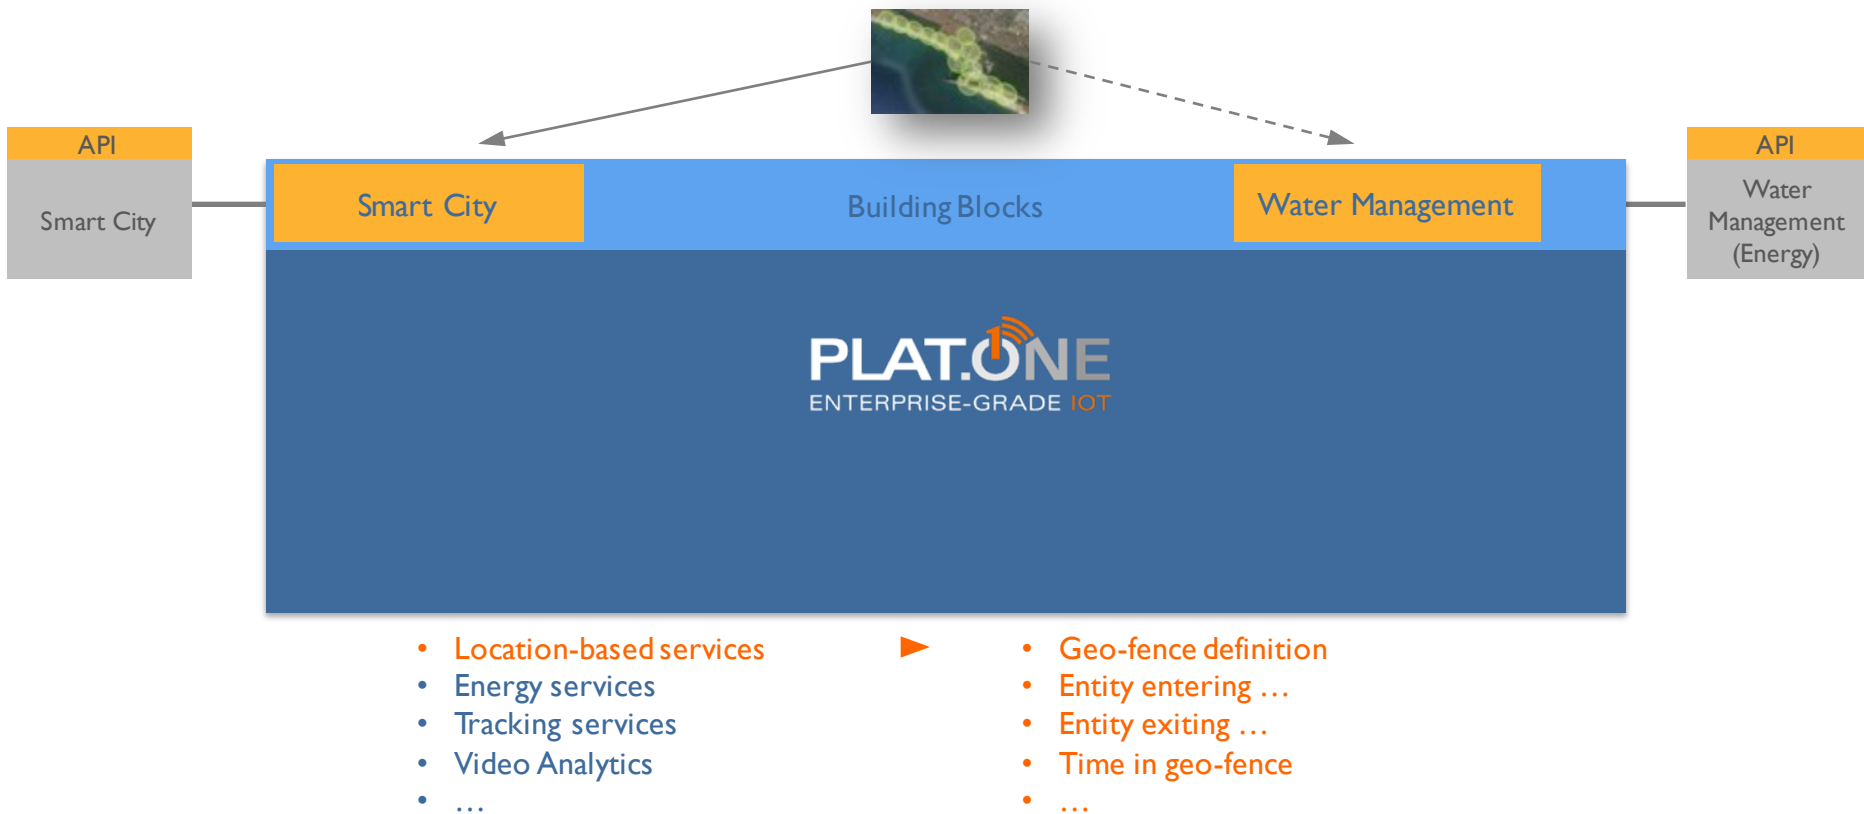 API
Smart City
Smart City
Building Blocks
Water Management
API
Water
Management
(Energy)
PLAT.ONE
ENTERPRISE-GRADE IOT
• Location-based services
• Energy services
• Tracking services
• Video Analytics
• …
• Geo-fence definition
• Entity entering …
• Entity exiting …
• Time in geo-fence
• …